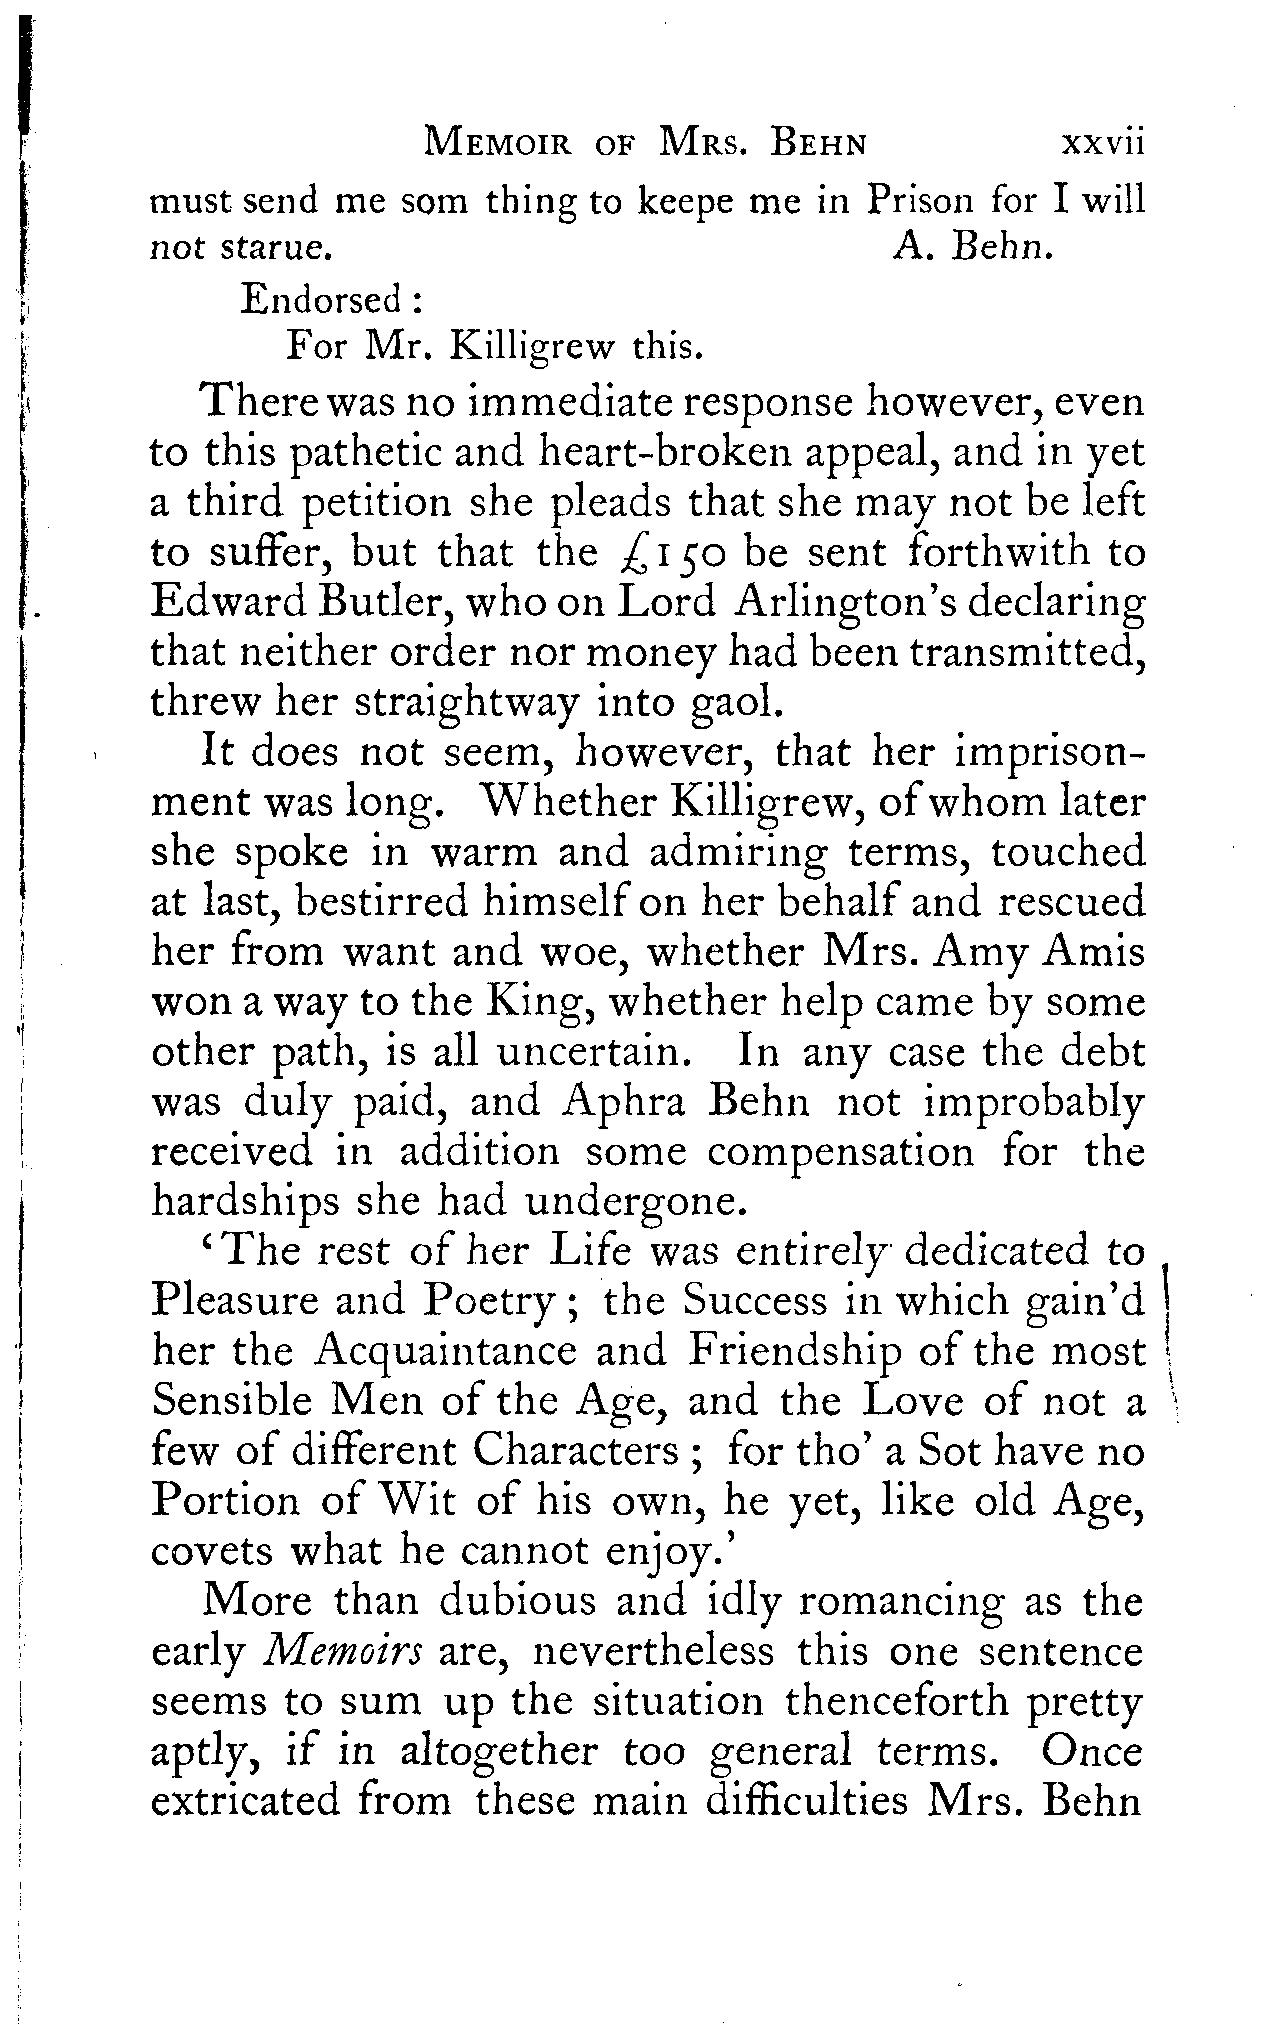 MEMOIR OF MRS. BEHN xxvii
must send me som thing to keepe me in Prison for I will
not starue. A. Behn.
Endorsed :
For Mr. Killigrew this.
There was no immediate response however, even
to this pathetic and heart-broken appeal, and in yet
a third petition she pleads that she may not be left
to suffer, but that the £150 be sent forthwith to
Edward Butler, who on Lord Arlington's declaring
that neither order nor money had been transmitted,
threw her straightway into gaol.
It does not seem, however, that her imprison-
ment was long. Whether Killigrew, of whom later
she spoke in warm and admiring terms, touched
at last, bestirred himself on her behalf and rescued
her from want and woe, whether Mrs. Amy Amis
won a way to the King, whether help came by some
other path, is all uncertain. In any case the debt
was duly paid, and Aphra Behn not improbably
received in addition some compensation for the
hardships she had undergone.
‘The rest of her Life was entirely dedicated to
Pleasure and Poetry ; the Success in which gain'd
her the Acquaintance and Friendship of the most
Sensible Men of the Age, and the Love of not a
few of different Characters ; for tho' a Sot have no
Portion of Wit of his own, he yet, like old Age,
covets what he cannot enjoy.’
More than dubious and idly romancing as the
early Memoirs are, nevertheless this one sentence
seems to sum up the situation thenceforth pretty
aptly, if in altogether too general terms. Once
extricated from these main difficulties Mrs. Behn